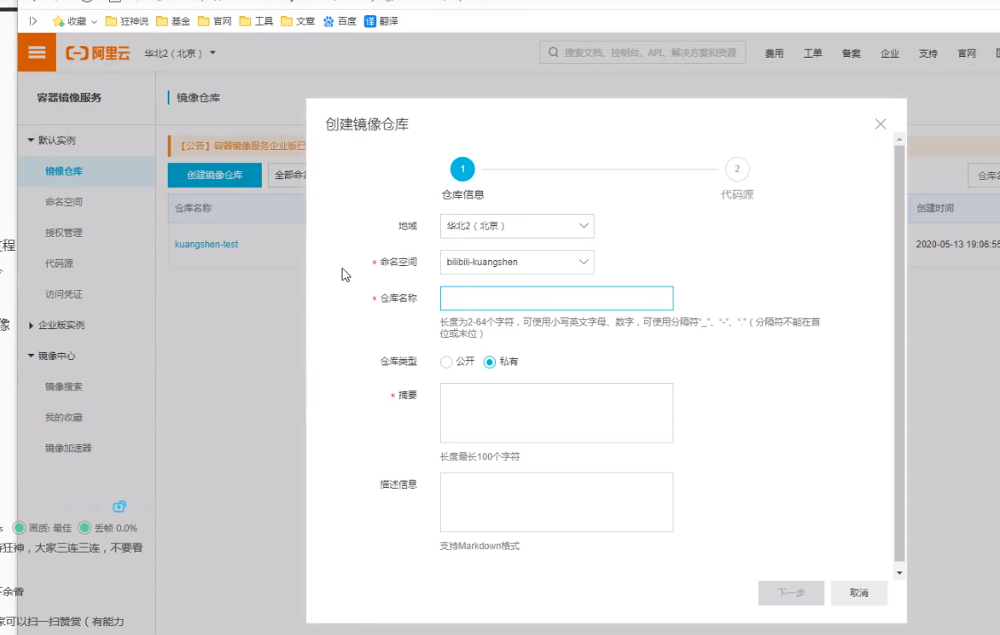 收藏 狂神说 基金 官网 工具 文章 百度 译 翻译
阿里云 华北2（北京） 搜索文档、控制台、API、解决方案和资源 费用 工单 备案 企业 支持 官网
容器镜像服务
默认实例
镜像仓库
命名空间
授权管理
代码源
访问凭证
企业版实例
镜像中心
镜像搜索
我的收藏
镜像加速器
镜像仓库
【公告】容器镜像服务企业版已
创建镜像仓库 全部命 仓库
仓库名称 创建时间
kuangshen-test 2020-05-13 19:06:55
创建镜像仓库
1 2
仓库信息 代码源
地域 华北2（北京）
* 命名空间 bilibili-kuangshen
* 仓库名称
长度为2-64个字符，可使用小写英文字母、数字，可使用分隔符“_”、“-”、“.”（分隔符不能在首
位或末位）
仓库类型 公开 私有
* 摘要
长度最长100个字符
描述信息
支持Markdown格式
下一步 取消
程
像
s 画质: 最佳 丢帧 0.0%
狂神，大家三连三连，不要看
余香
家可以扫一扫赞赏（有能力